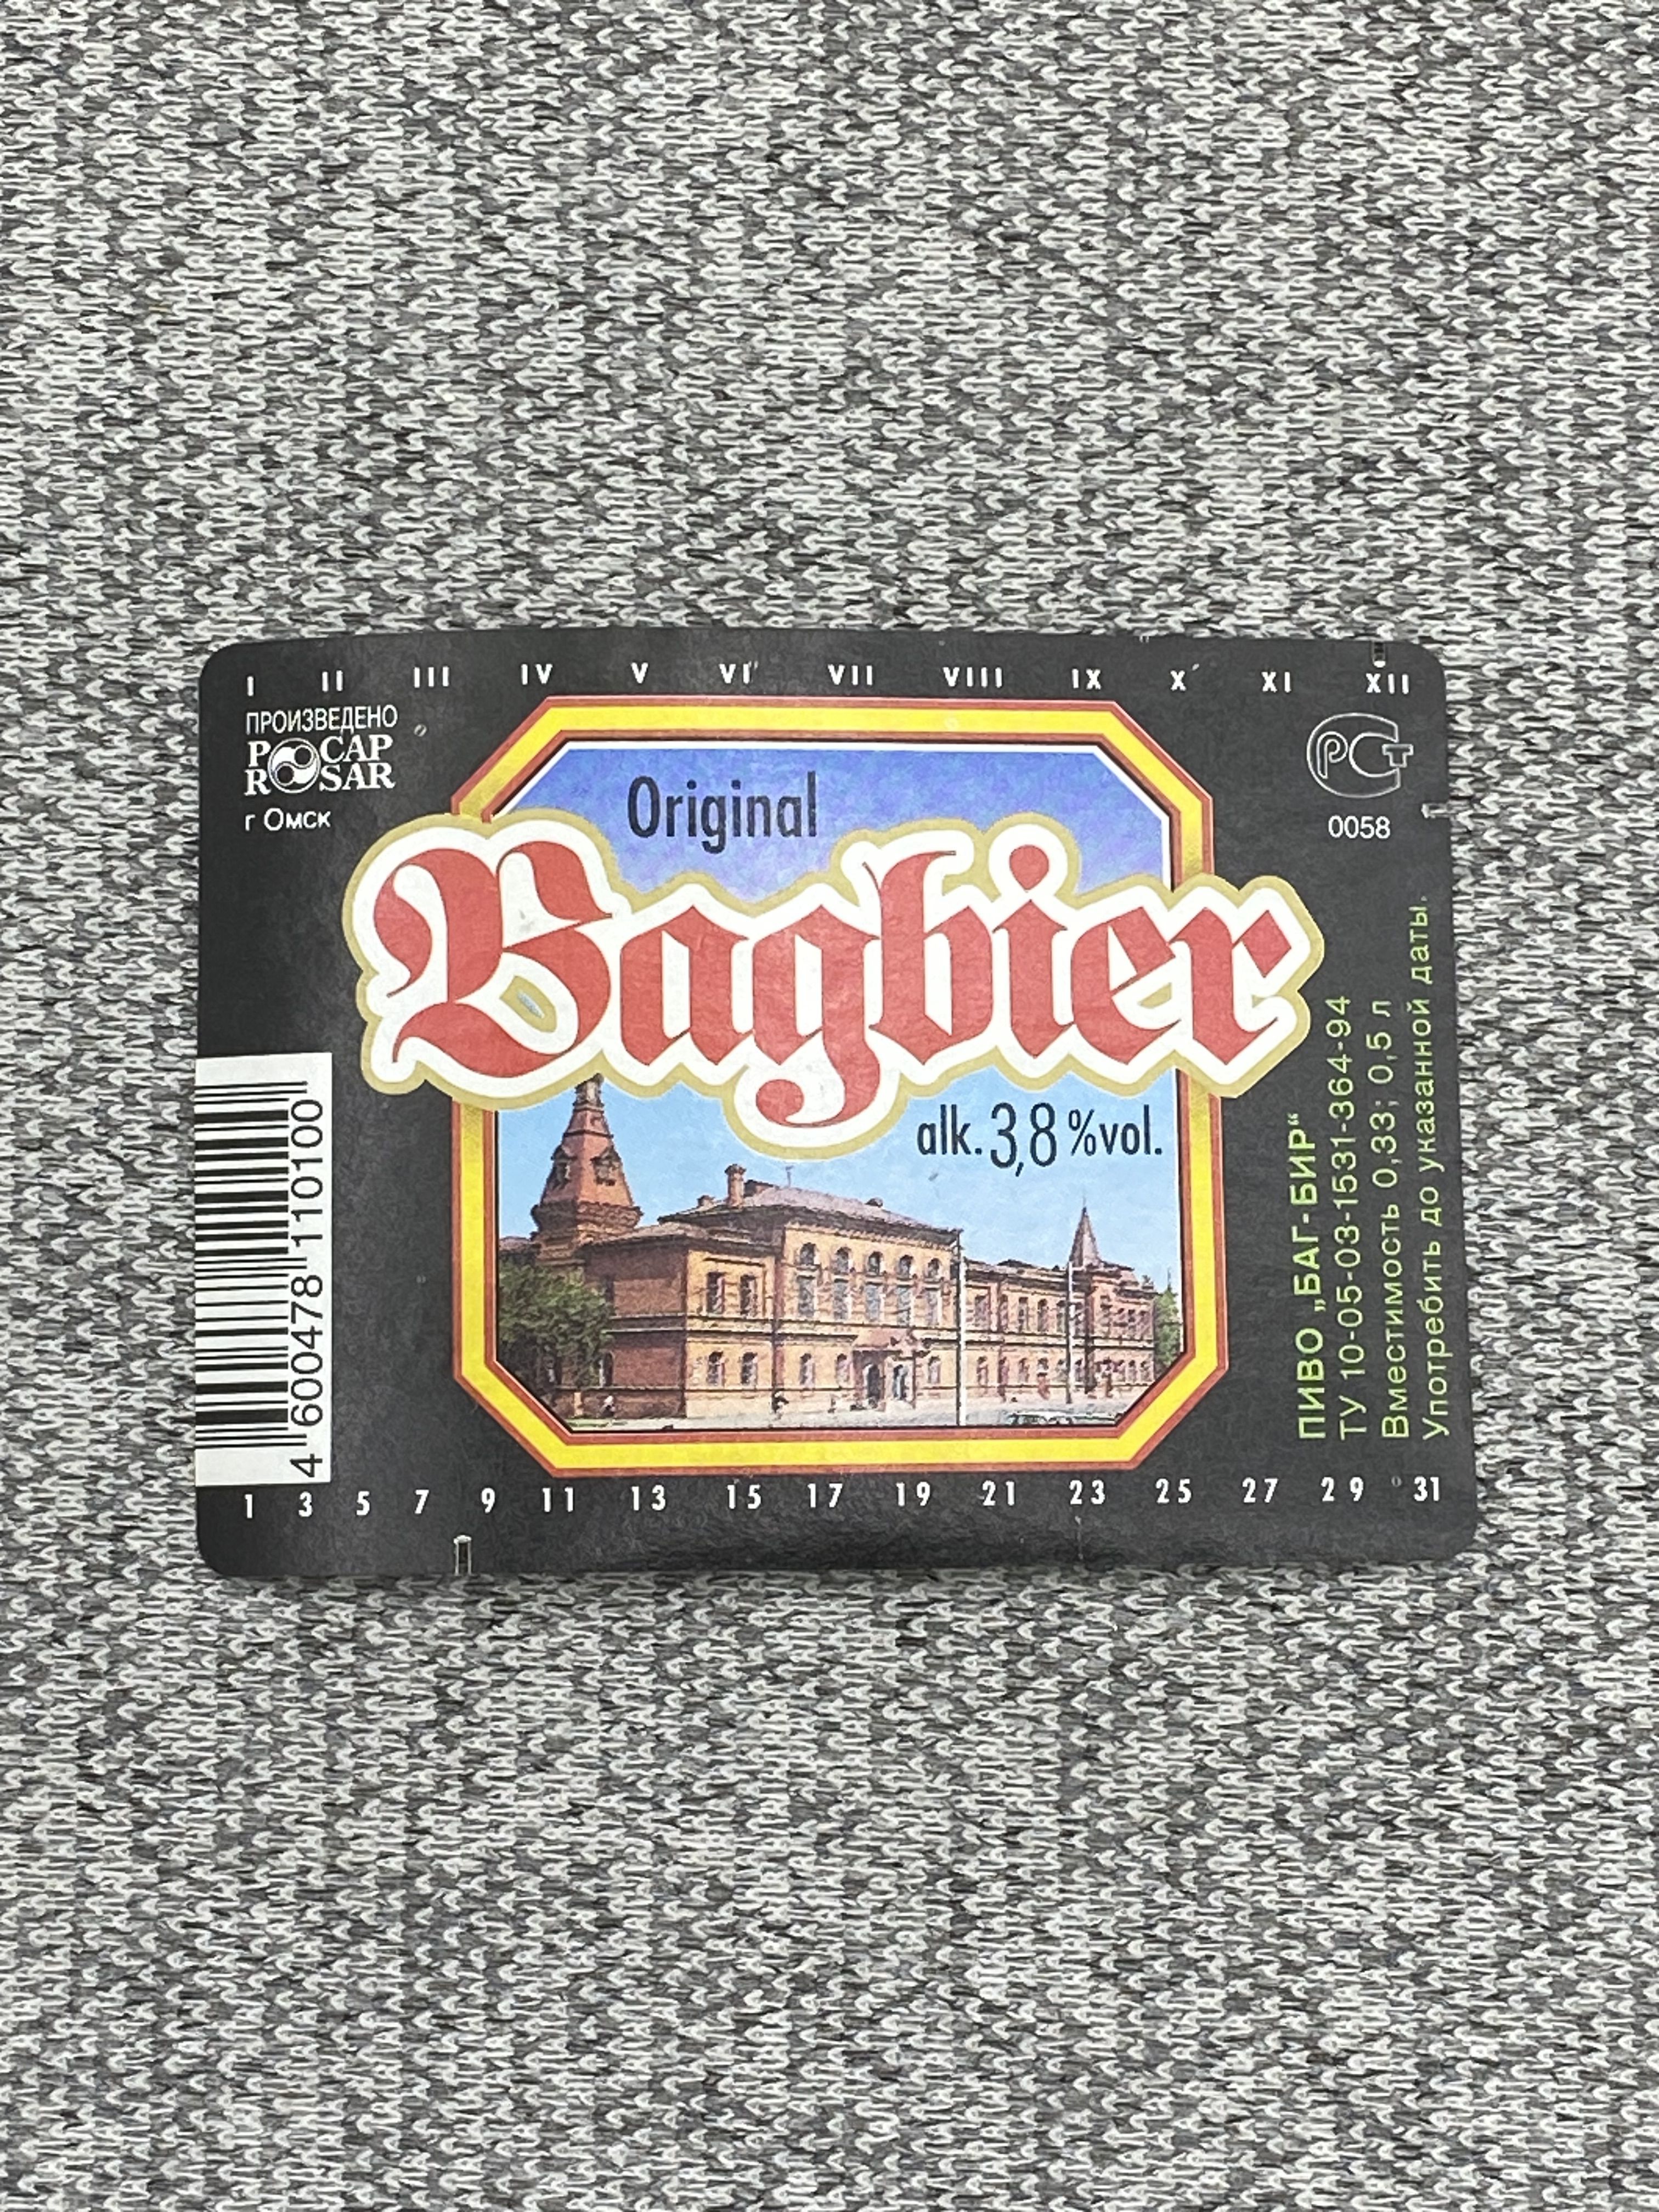 I II III IV V VI VII VIII IX X XI XII
ПРОИЗВЕДЕНО
РОСАР
ROSAR
г Омск
РСт
0058
Original
Bagbier
alk. 3,8 % vol.
4 600478 110100
ПИВО „БАГ-БИР“
ТУ 10-05-03-1531-364-94
Вместимость 0,33; 0,5 л
Употребить до указанной даты.
1 3 5 7 9 11 13 15 17 19 21 23 25 27 29 31